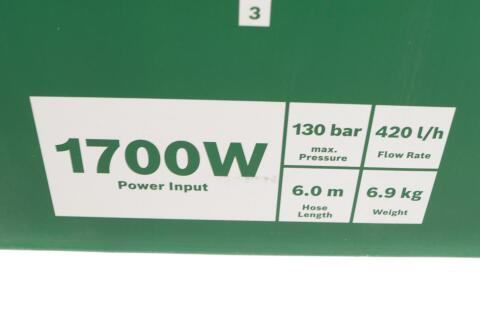 3
1700W
Power Input
130 bar
max.
Pressure
420 l/h
Flow Rate
6.0 m
Hose
Length
6.9 kg
Weight